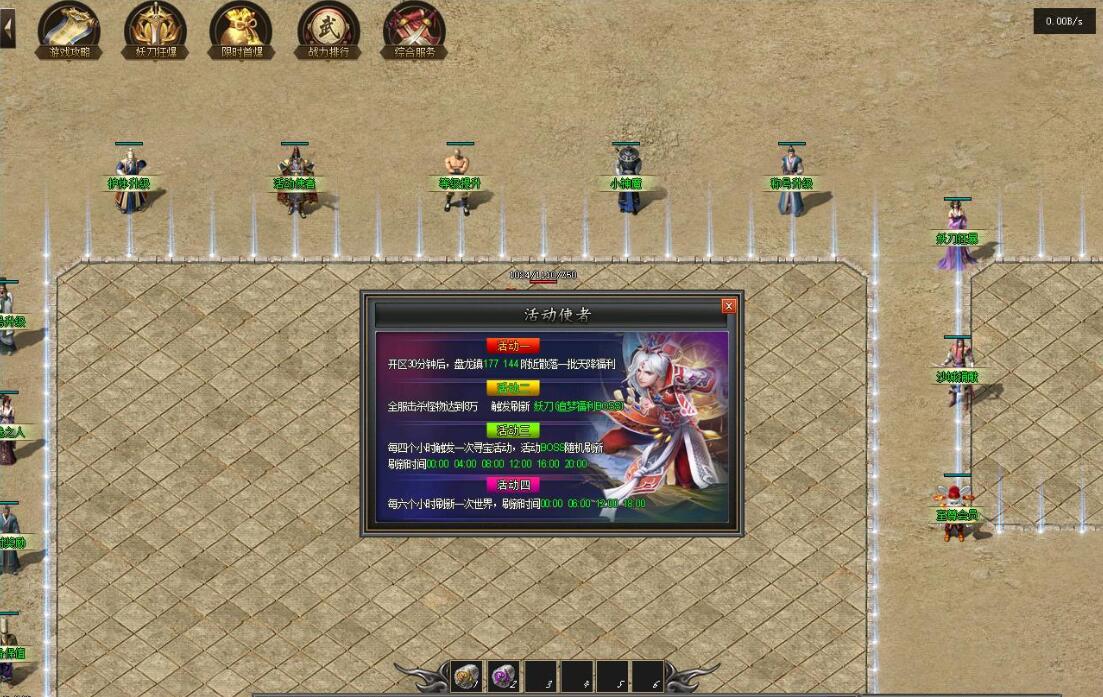 0.00B/s
游戏攻略
妖刀狂爆
限时首爆
武
战力排行
综合服务
护体升级
活动使者
等级提升
小神魔
称号升级
妖刀狂暴
沙城捐献
至尊会员
活动使者
活动一
开区30分钟后，盘龙镇177 144附近散落一批天降福利
活动二
全服击杀怪物达到8万 触发刷新 妖刀(追梦福利BOSS)
活动三
每四个小时触发一次寻宝活动，活动BOSS随机刷新
刷新时间00:00 04:00 08:00 12:00 16:00 20:00
活动四
每六个小时刷新一次世界，刷新时间00:00 06:00 12:00 18:00
1 2 3 4 5 6